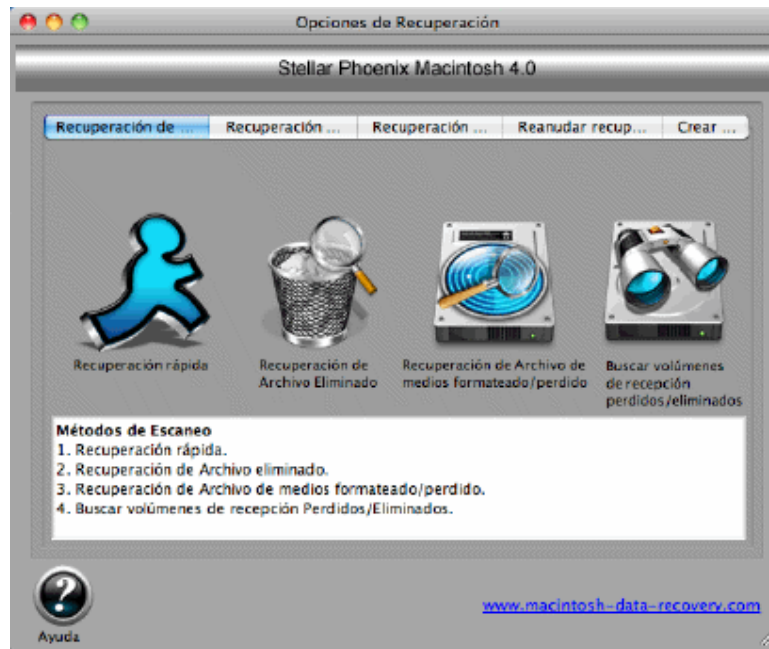 Opciones de Recuperación
Stellar Phoenix Macintosh 4.0
Recuperación de ...
Recuperación ...
Recuperación ...
Reanudar recup...
Crear ...
Recuperación rápida
Recuperación de
Archivo Eliminado
Recuperación de Archivo de
medios formateado/perdido
Buscar volúmenes
de recepción
perdidos/eliminados
Métodos de Escaneo
1. Recuperación rápida.
2. Recuperación de Archivo eliminado.
3. Recuperación de Archivo de medios formateado/perdido.
4. Buscar volúmenes de recepción Perdidos/Eliminados.
?
Ayuda
www.macintosh-data-recovery.com